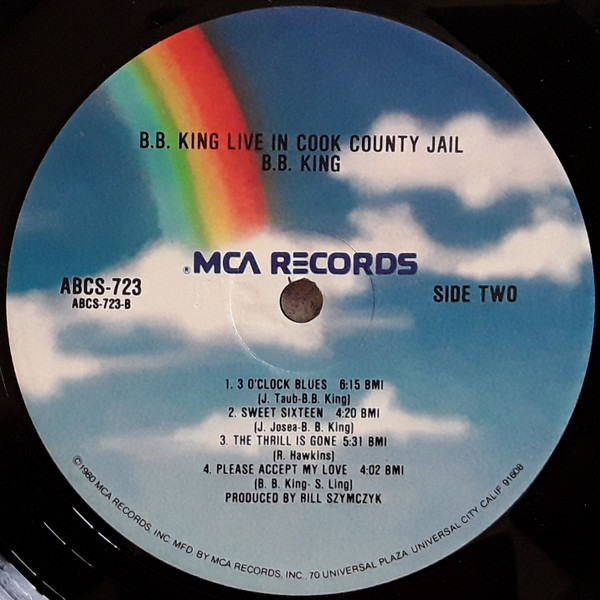 B.B. KING LIVE IN COOK COUNTY JAIL
B.B. KING
® MCA RECORDS
ABCS-723
ABCS-723-B
SIDE TWO
1. 3 O'CLOCK BLUES 6:15 BMI
(J. Taub-B.B. King)
2. SWEET SIXTEEN 4:20 BMI
(J. Josea-B. B. King)
3. THE THRILL IS GONE 5:31 BMI
(R. Hawkins)
4. PLEASE ACCEPT MY LOVE 4:02 BMI
(B. B. King- S. Ling)
PRODUCED BY RILL SZYMCZYK
©1980 MCA RECORDS, INC. MFD. BY MCA RECORDS, INC., 70 UNIVERSAL PLAZA, UNIVERSAL CITY, CALIF. 91608